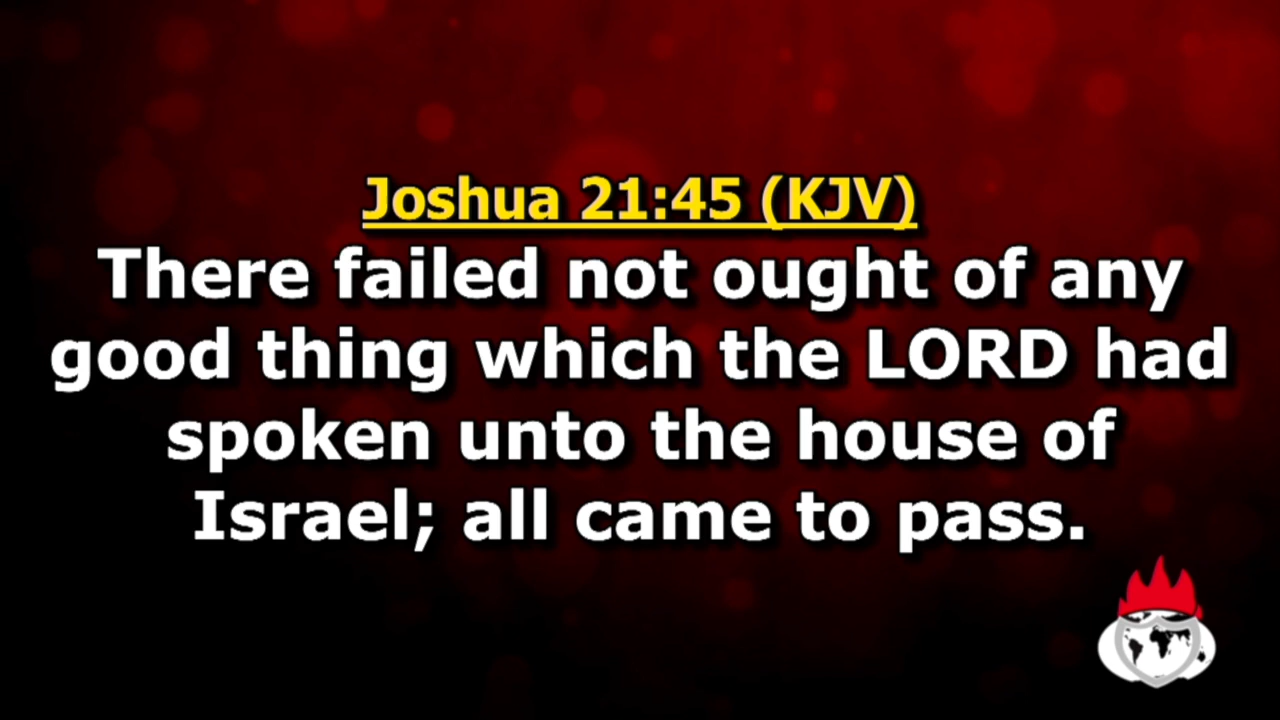 Joshua 21:45 (KJV)
There failed not ought of any
good thing which the LORD had
spoken unto the house of
Israel; all came to pass.